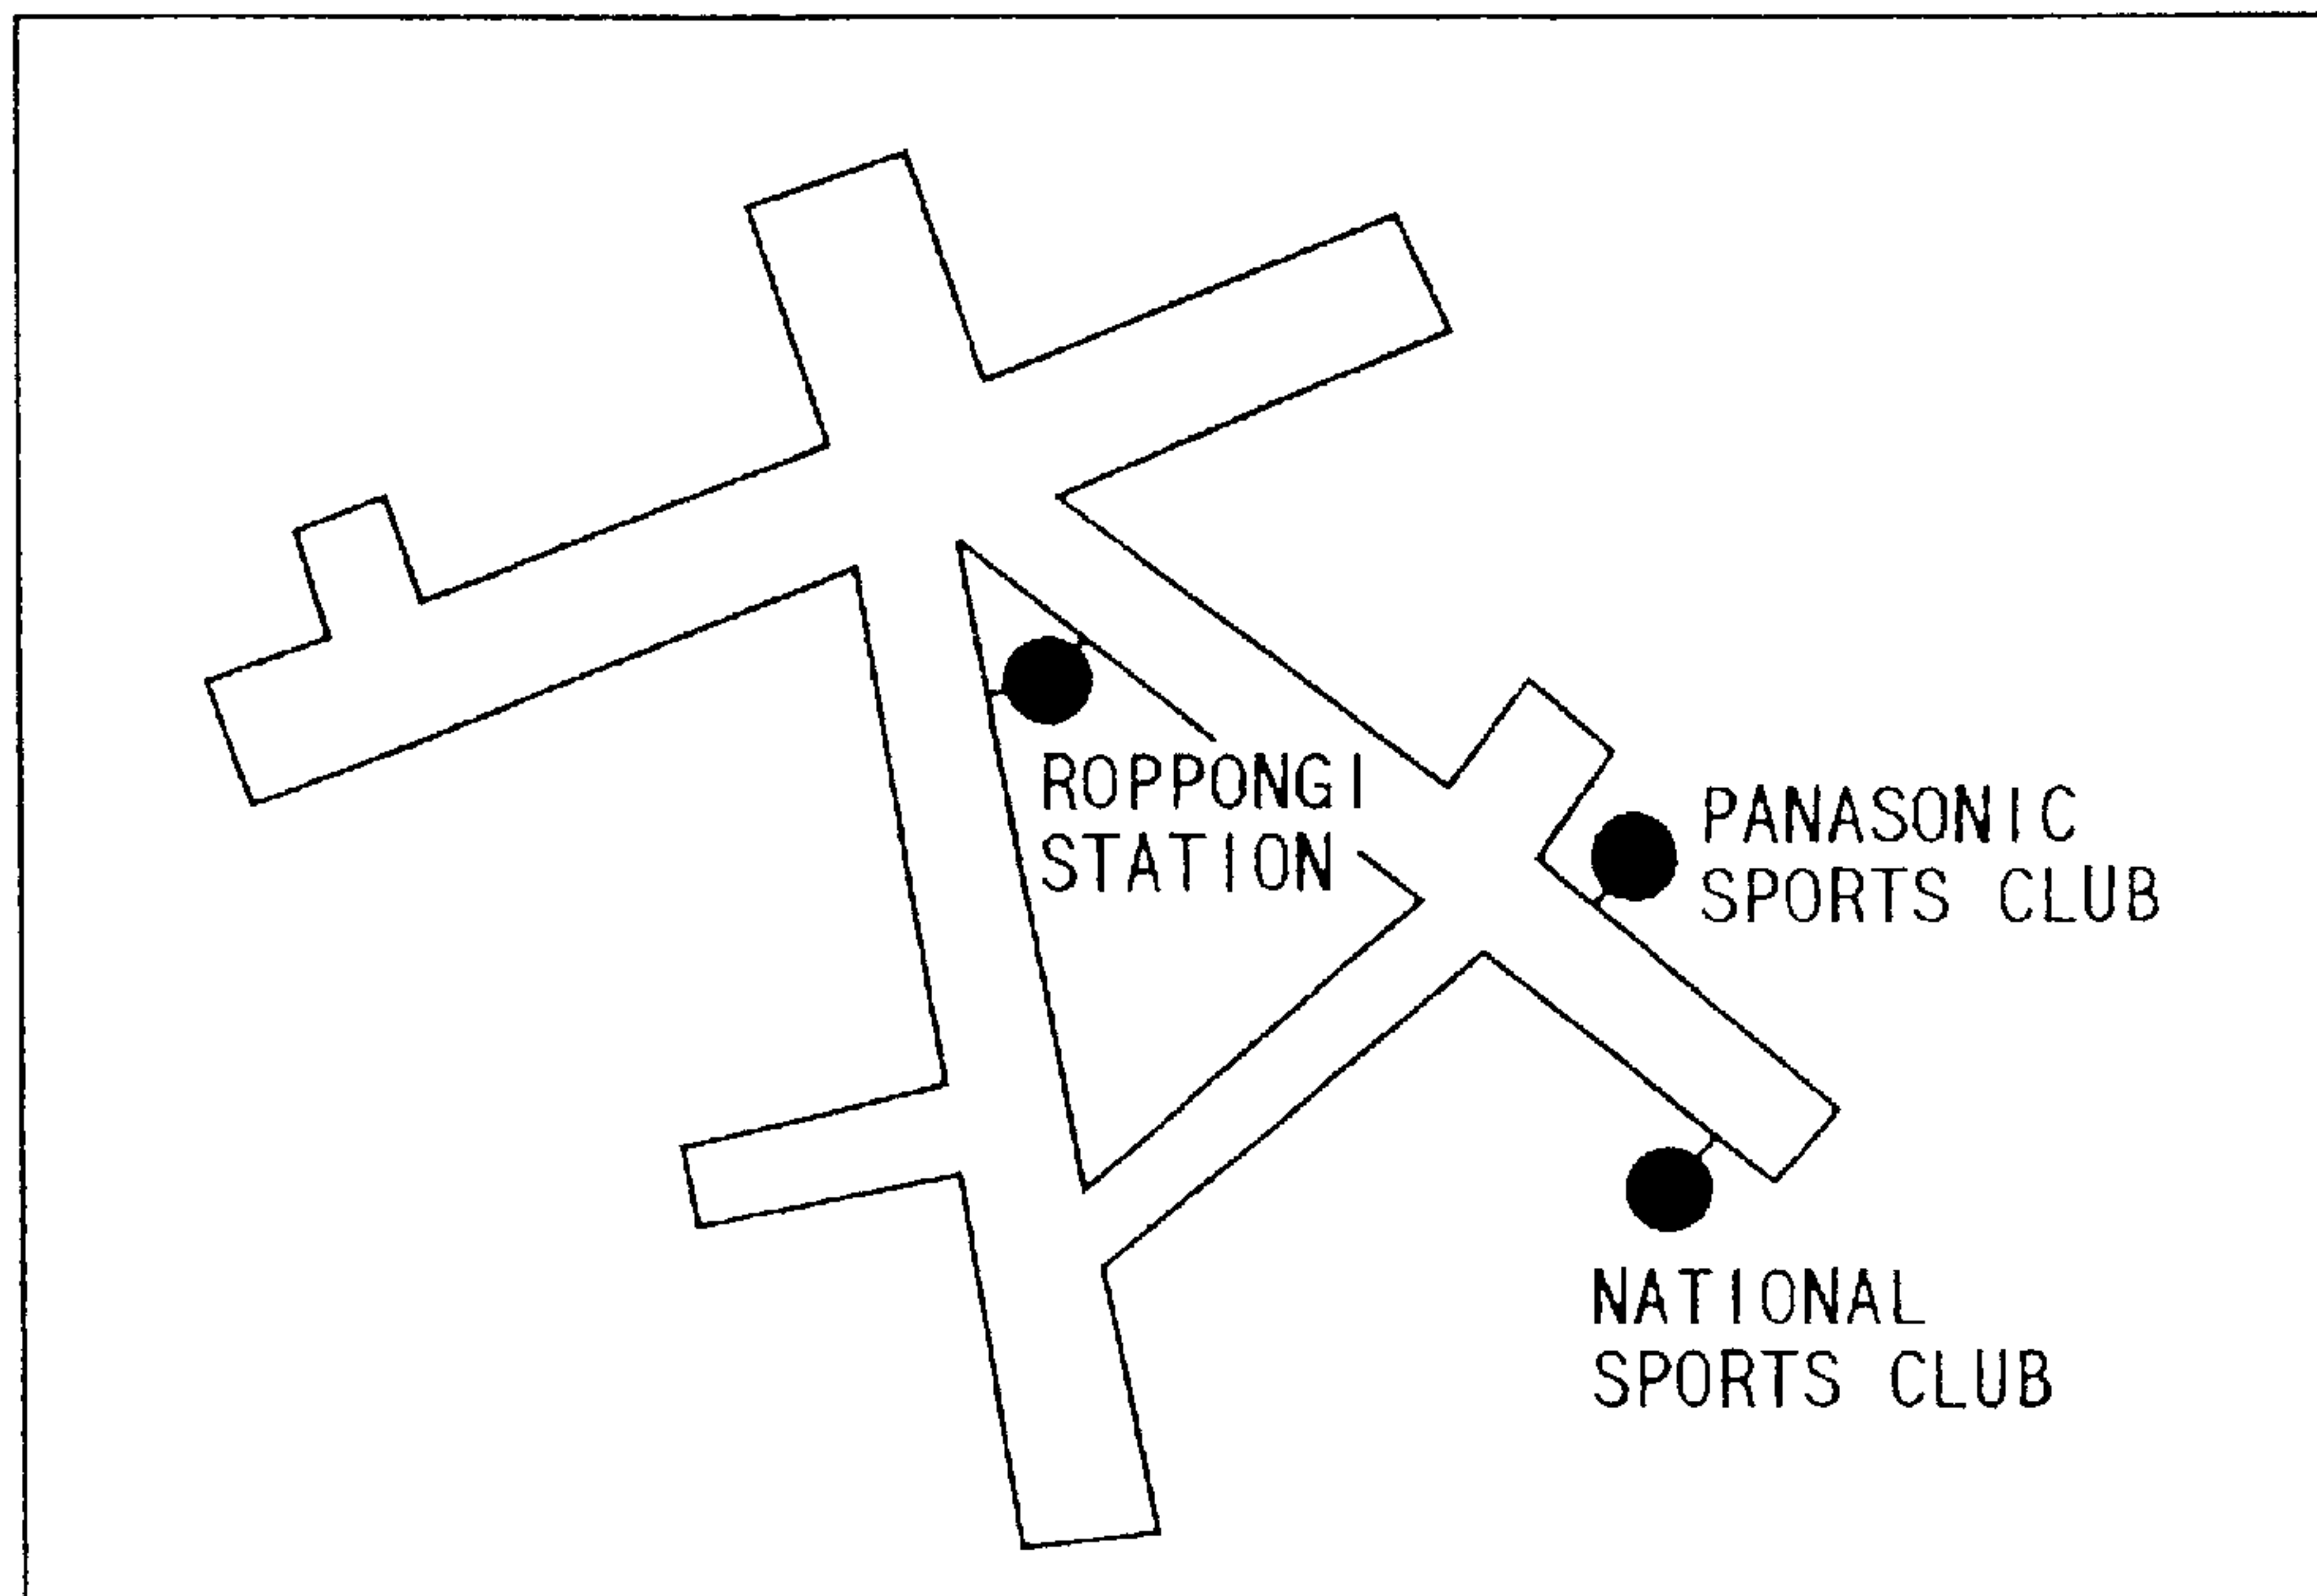 ROPPONGI
STATION
PANASONIC
SPORTS CLUB
NATIONAL
SPORTS CLUB